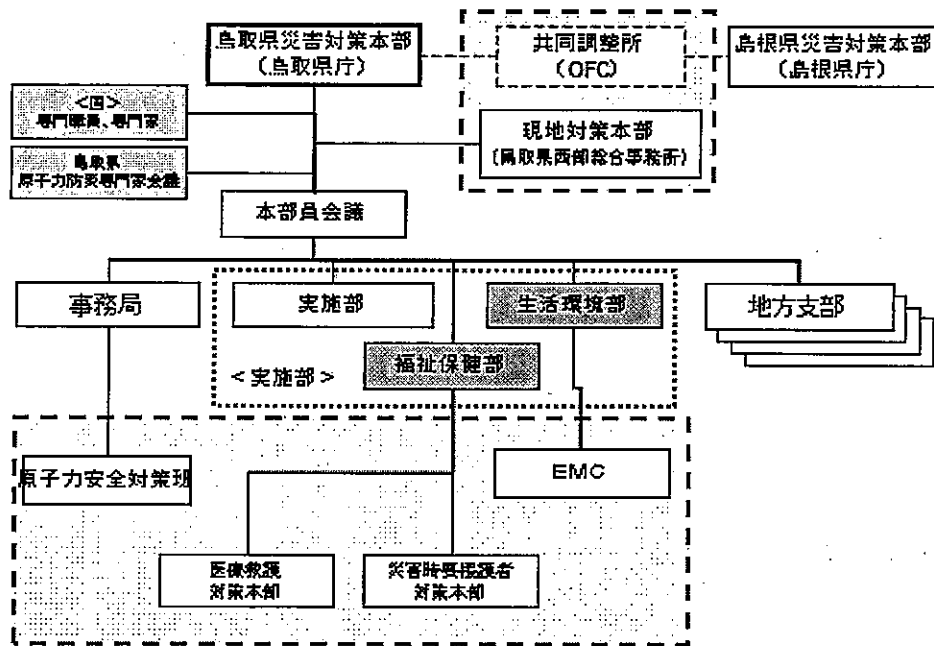 鳥取県災害対策本部
（鳥取県庁）
共同調整所
（OFC）
島根県災害対策本部
（島根県庁）
＜国＞
専門職員、専門家
現地対策本部
（鳥取県西部総合事務所）
鳥取県
原子力防災専門家会議
本部員会議
事務局
実施部
生活環境部
地方支部
福祉保健部
＜実施部＞
原子力安全対策班
EMC
医療救護
対策本部
災害時要援護者
対策本部